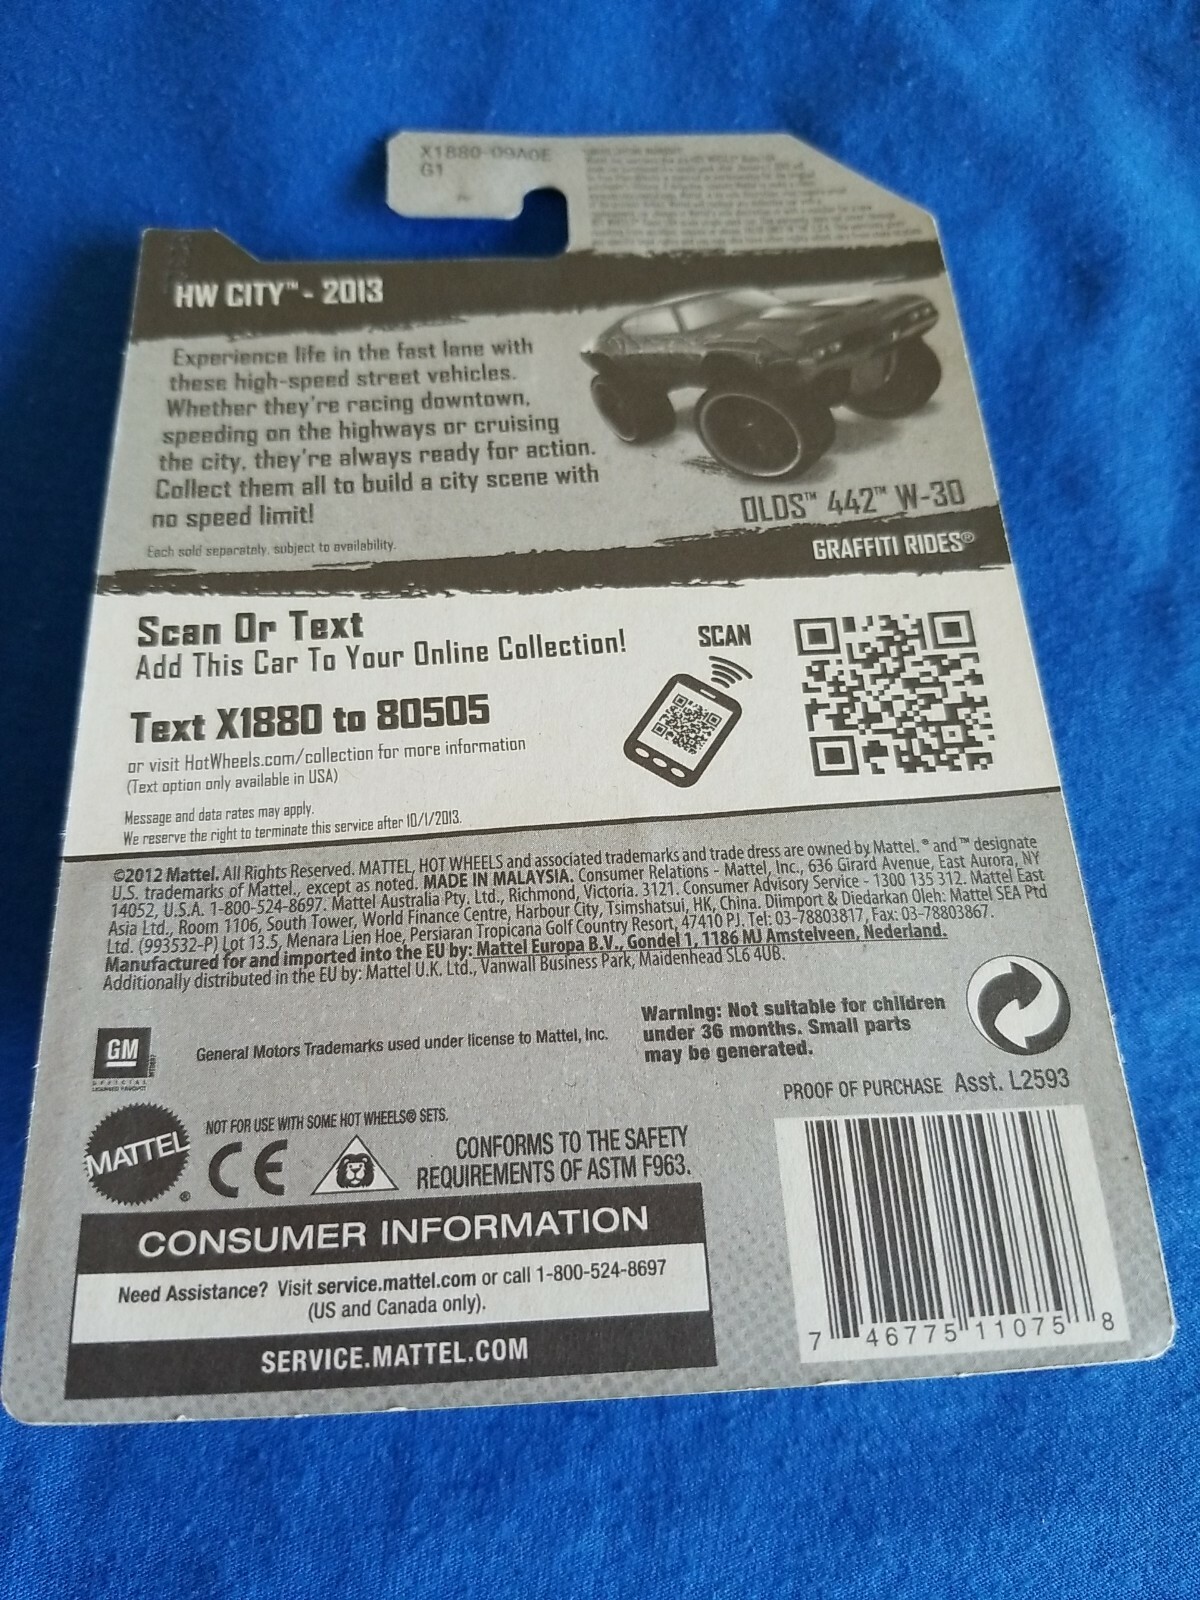 X1880-09A0E
G1
HW CITY™ - 2013
Experience life in the fast lane with
these high-speed street vehicles.
Whether they're racing downtown,
speeding on the highways or cruising
the city, they're always ready for action.
Collect them all to build a city scene with
no speed limit!
Each sold separately, subject to availability.
OLDS™ 442™ W-30
GRAFFITI RIDES®
Scan Or Text
Add This Car To Your Online Collection!
Text X1880 to 80505
or visit HotWheels.com/collection for more information
(Text option only available in USA)
Message and data rates may apply.
We reserve the right to terminate this service after 10/1/2013.
SCAN
©2012 Mattel. All Rights Reserved. MATTEL, HOT WHEELS and associated trademarks and trade dress are owned by Mattel. ® and ™ designate
U.S. trademarks of Mattel., except as noted. MADE IN MALAYSIA. Consumer Relations - Mattel, Inc., 636 Girard Avenue, East Aurora, NY
14052, U.S.A. 1-800-524-8697. Mattel Australia Pty. Ltd., Richmond, Victoria. 3121. Consumer Advisory Service - 1300 135 312. Mattel East
Asia Ltd., Room 1106, South Tower, World Finance Centre, Harbour City, Tsimshatsui, HK, China. Diimport & Diedarkan Oleh: Mattel SEA Ptd
Ltd. (993532-P) Lot 13.5, Menara Lien Hoe, Persiaran Tropicana Golf Country Resort, 47410 PJ. Tel: 03-78803817, Fax: 03-78803867.
Manufactured for and imported into the EU by: Mattel Europa B.V., Gondel 1, 1186 MJ Amstelveen, Nederland.
Additionally distributed in the EU by: Mattel U.K. Ltd., Vanwall Business Park, Maidenhead SL6 4UB.
GM
OFFICIAL
LICENSED PRODUCT
General Motors Trademarks used under license to Mattel, Inc.
Warning: Not suitable for children
under 36 months. Small parts
may be generated.
PROOF OF PURCHASE Asst. L2593
MATTEL®
NOT FOR USE WITH SOME HOT WHEELS® SETS.
CE
CONFORMS TO THE SAFETY
REQUIREMENTS OF ASTM F963.
CONSUMER INFORMATION
Need Assistance? Visit service.mattel.com or call 1-800-524-8697
(US and Canada only).
SERVICE.MATTEL.COM
7 46775 11075 8